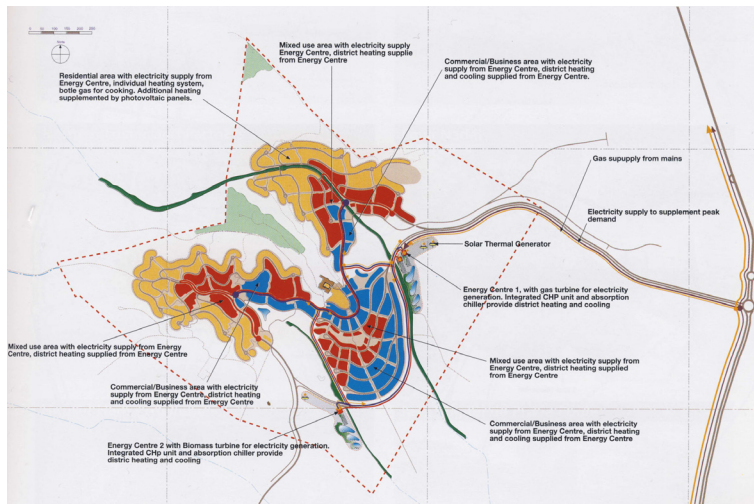 Mixed use area with electricity supply
Energy Centre, district heating supplie
from Energy Centre
Commercial/Business area with electricity
supply from Energy Centre, district heating
and cooling supplied from Energy Centre.
Residential area with electricity supply from
Energy Centre, individual heating system,
botle gas for cooking. Additional heating
supplemented by photovoltaic panels.
Gas supupply from mains
Electricity supply to supplement peak
demand
Solar Thermal Generator
Energy Centre 1, with gas turbine for electricity
generation. Integrated CHP unit and absorption
chiller provide district heating and cooling
Mixed use area with electricity supply from Energy
Centre, district heating supplied from Energy Centre
Mixed use area with electricity supply from
Energy Centre, district heating supplied
from Energy Centre
Commercial/Business area with electricity
supply from Energy Centre, district heating
and cooling supplied from Energy Centre
Commercial/Business area with electricity
supply from Energy Centre, district heating
and cooling supplied from Energy Centre
Energy Centre 2 with Biomass turbine for electricity generation.
Integrated CHp unit and absorption chiller provide
distric heating and cooling